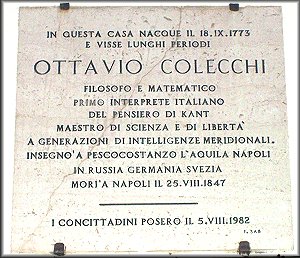 IN QUESTA CASA NACQUE IL 18.IX.1773
E VISSE LUNGHI PERIODI
OTTAVIO COLECCHI
FILOSOFO E MATEMATICO
PRIMO INTERPRETE ITALIANO
DEL PENSIERO DI KANT
MAESTRO DI SCIENZA E DI LIBERTÀ
A GENERAZIONI DI INTELLIGENZE MERIDIONALI.
INSEGNO'A PESCOCOSTANZO L'AQUILA NAPOLI
IN RUSSIA GERMANIA SVEZIA
MORI'A NAPOLI IL 25.VIII.1847
I CONCITTADINI POSERO IL 5.VIII.1982